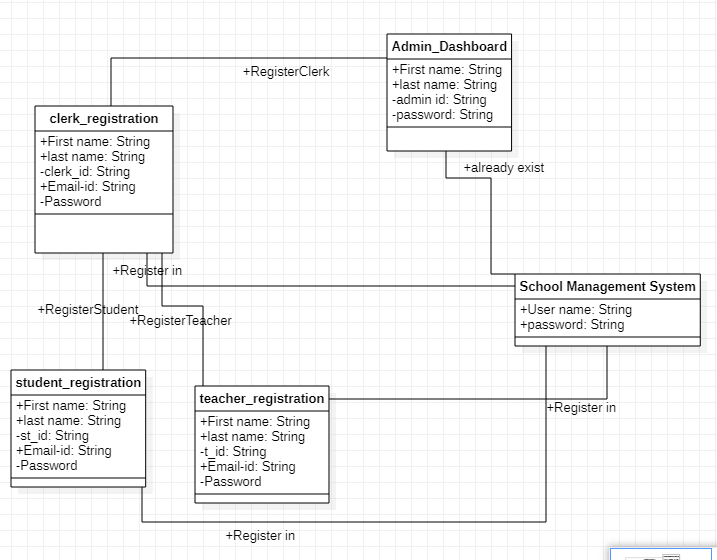 Admin_Dashboard
+First name: String
+last name: String
-admin id: String
-password: String
+RegisterClerk
clerk_registration
+First name: String
+last name: String
-clerk_id: String
+Email-id: String
-Password
+already exist
+Register in
School Management System
+User name: String
+password: String
+RegisterStudent
+RegisterTeacher
student_registration
+First name: String
+last name: String
-st_id: String
+Email-id: String
-Password
teacher_registration
+First name: String
+last name: String
-t_id: String
+Email-id: String
-Password
+Register in
+Register in